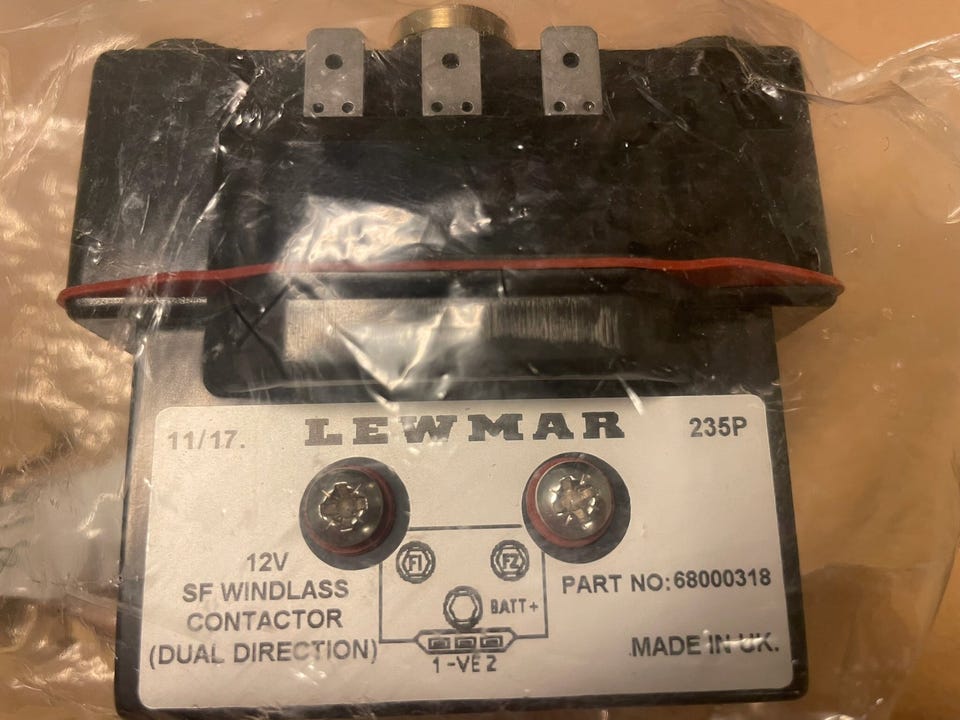 11/17. LEWMAR 235P
12V
SF WINDLASS
CONTACTOR
(DUAL DIRECTION)
F1 F2
BATT+
1 -VE 2
PART NO: 68000318
MADE IN UK.